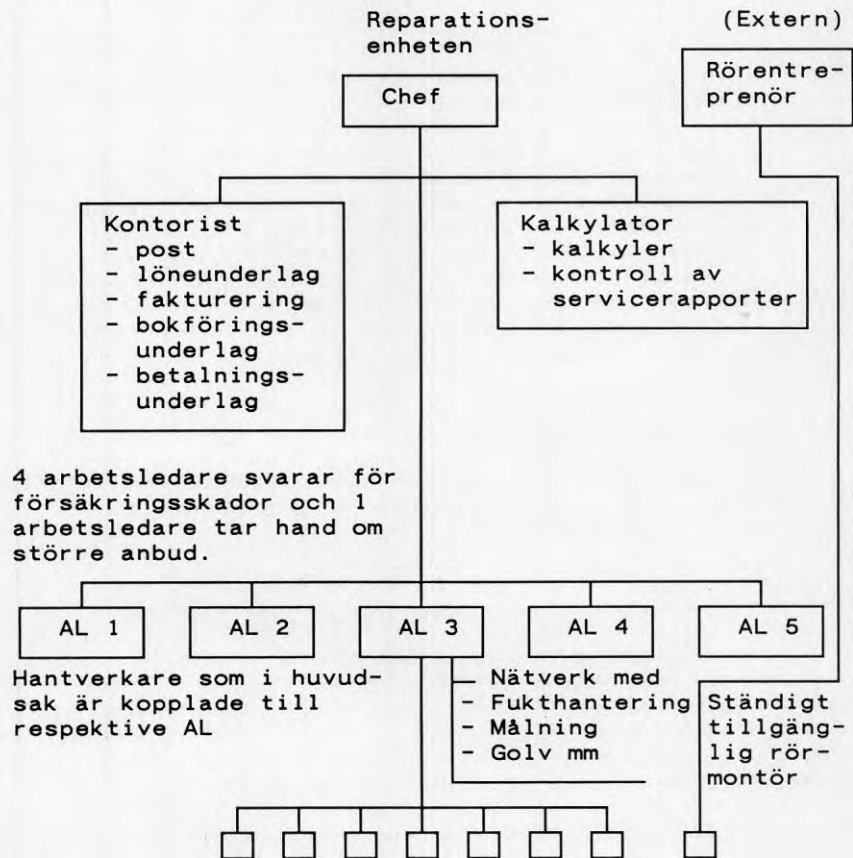 Reparations-
enheten
(Extern)
Chef
Rörentre-
prenör
Kontorist
- post
- löneunderlag
- fakturering
- bokförings-
underlag
- betalnings-
underlag
Kalkylator
- kalkyler
- kontroll av
servicerapporter
4 arbetsledare svarar för
försäkringsskador och 1
arbetsledare tar hand om
större anbud.
AL 1
AL 2
AL 3
AL 4
AL 5
Hantverkare som i huvud-
sak är kopplade till
respektive AL
Nätverk med
- Fukthantering
- Målning
- Golv mm
Ständigt
tillgäng-
lig rör-
montör